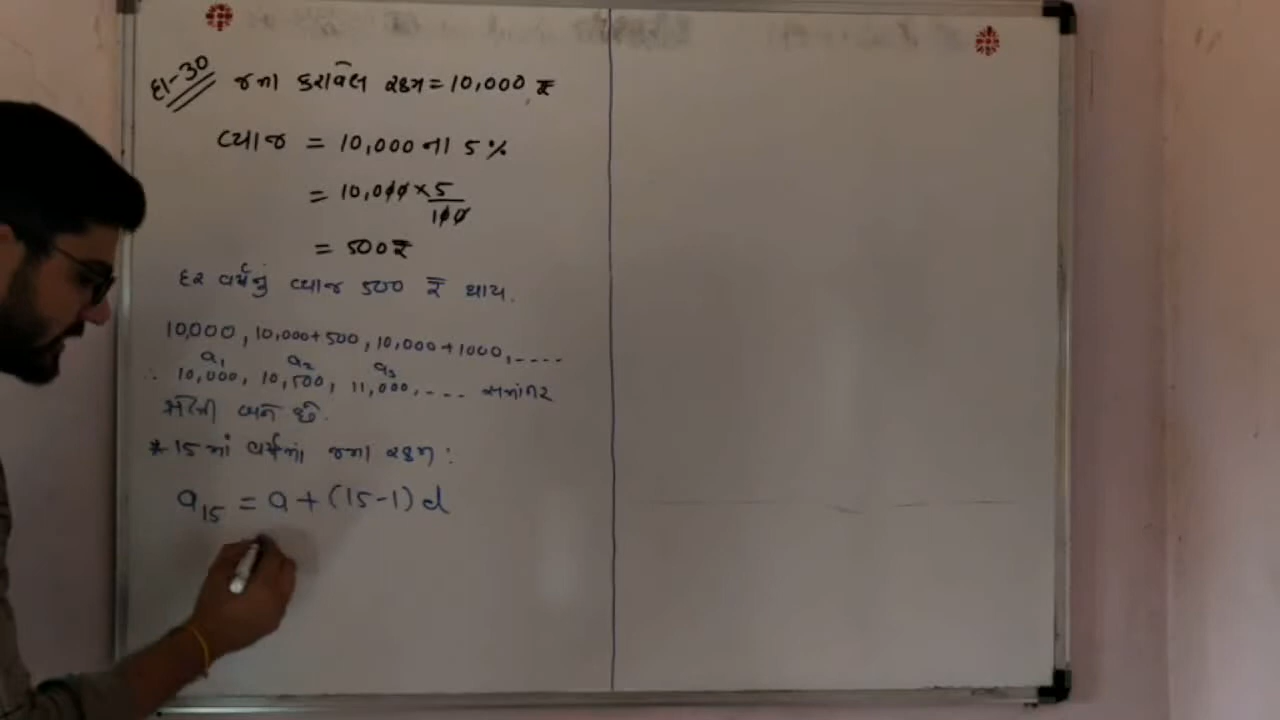 દા-30 જમા કરાવેલ રકમ = 10,000 ₹
વ્યાજ = 10,000 ના 5 %
= 10,000 × 5/100
= 500 ₹
દર વર્ષનું વ્યાજ 500 ₹ થાય.
10,000, 10,000+500, 10,000+1000, ....
a1 a2 a3
∴ 10,000, 10,500, 11,000, .... સમાંતર
શ્રેણી બને છે.
* 15 માં વર્ષના જમા રકમ :
a15 = a + (15-1) d